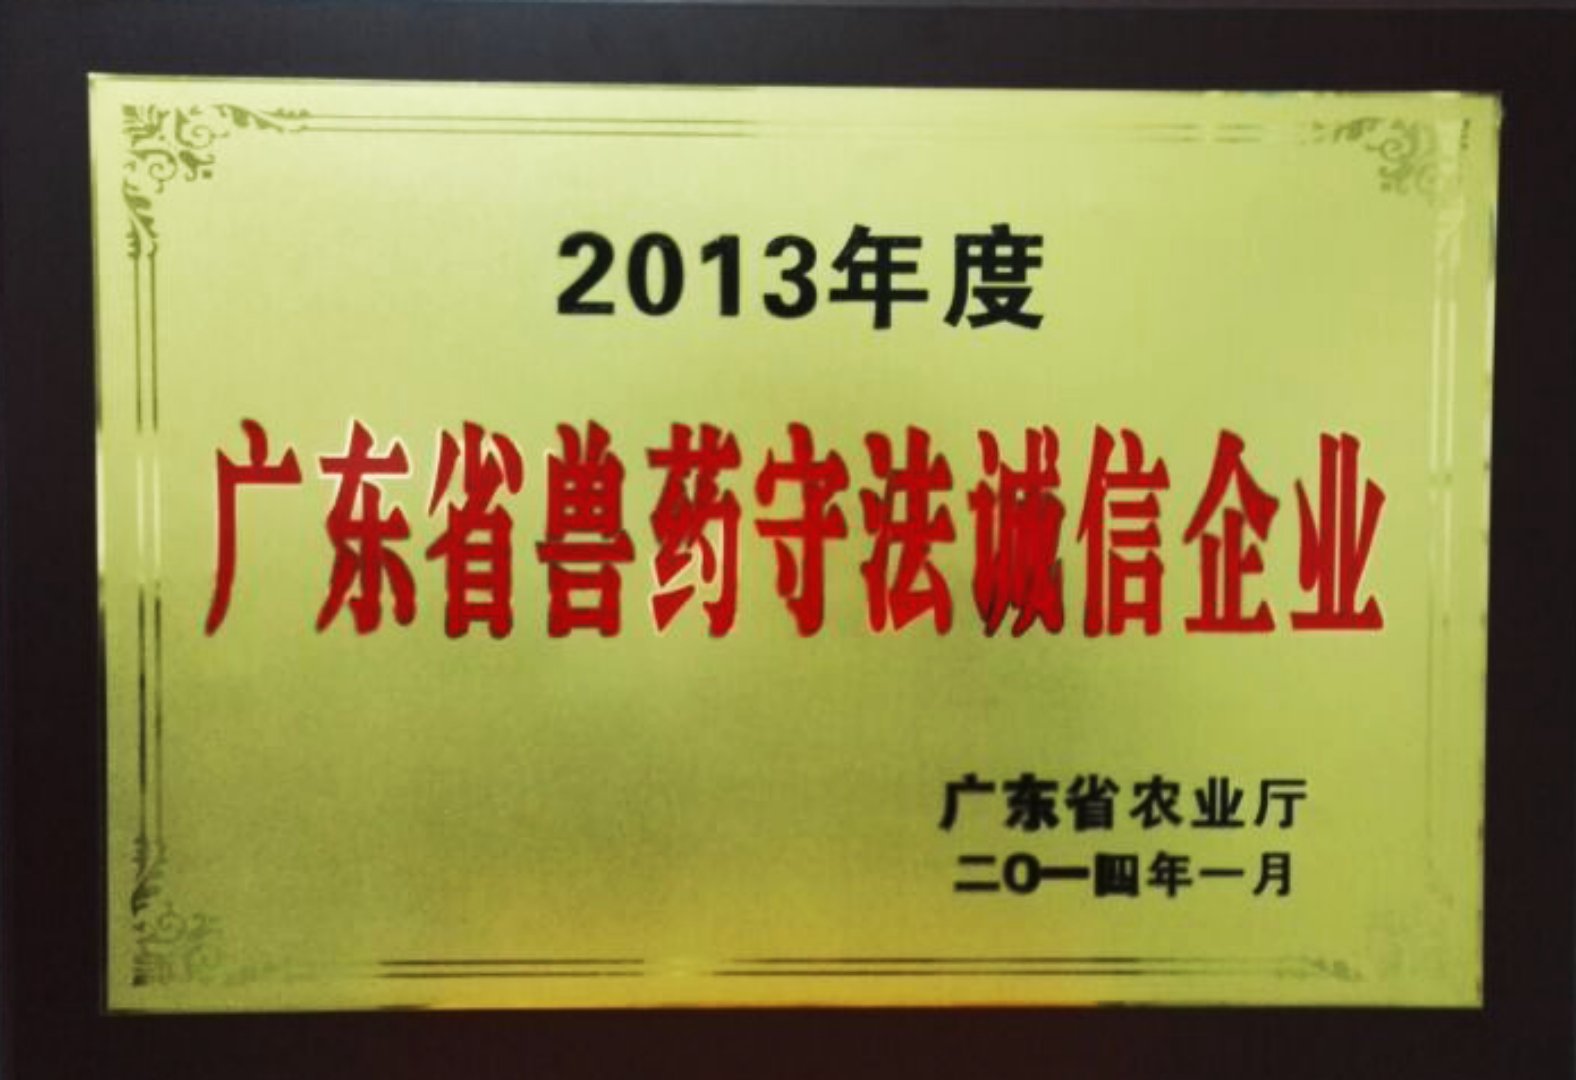 2013年度
广东省兽药守法诚信企业
广东省农业厅
二〇一四年一月